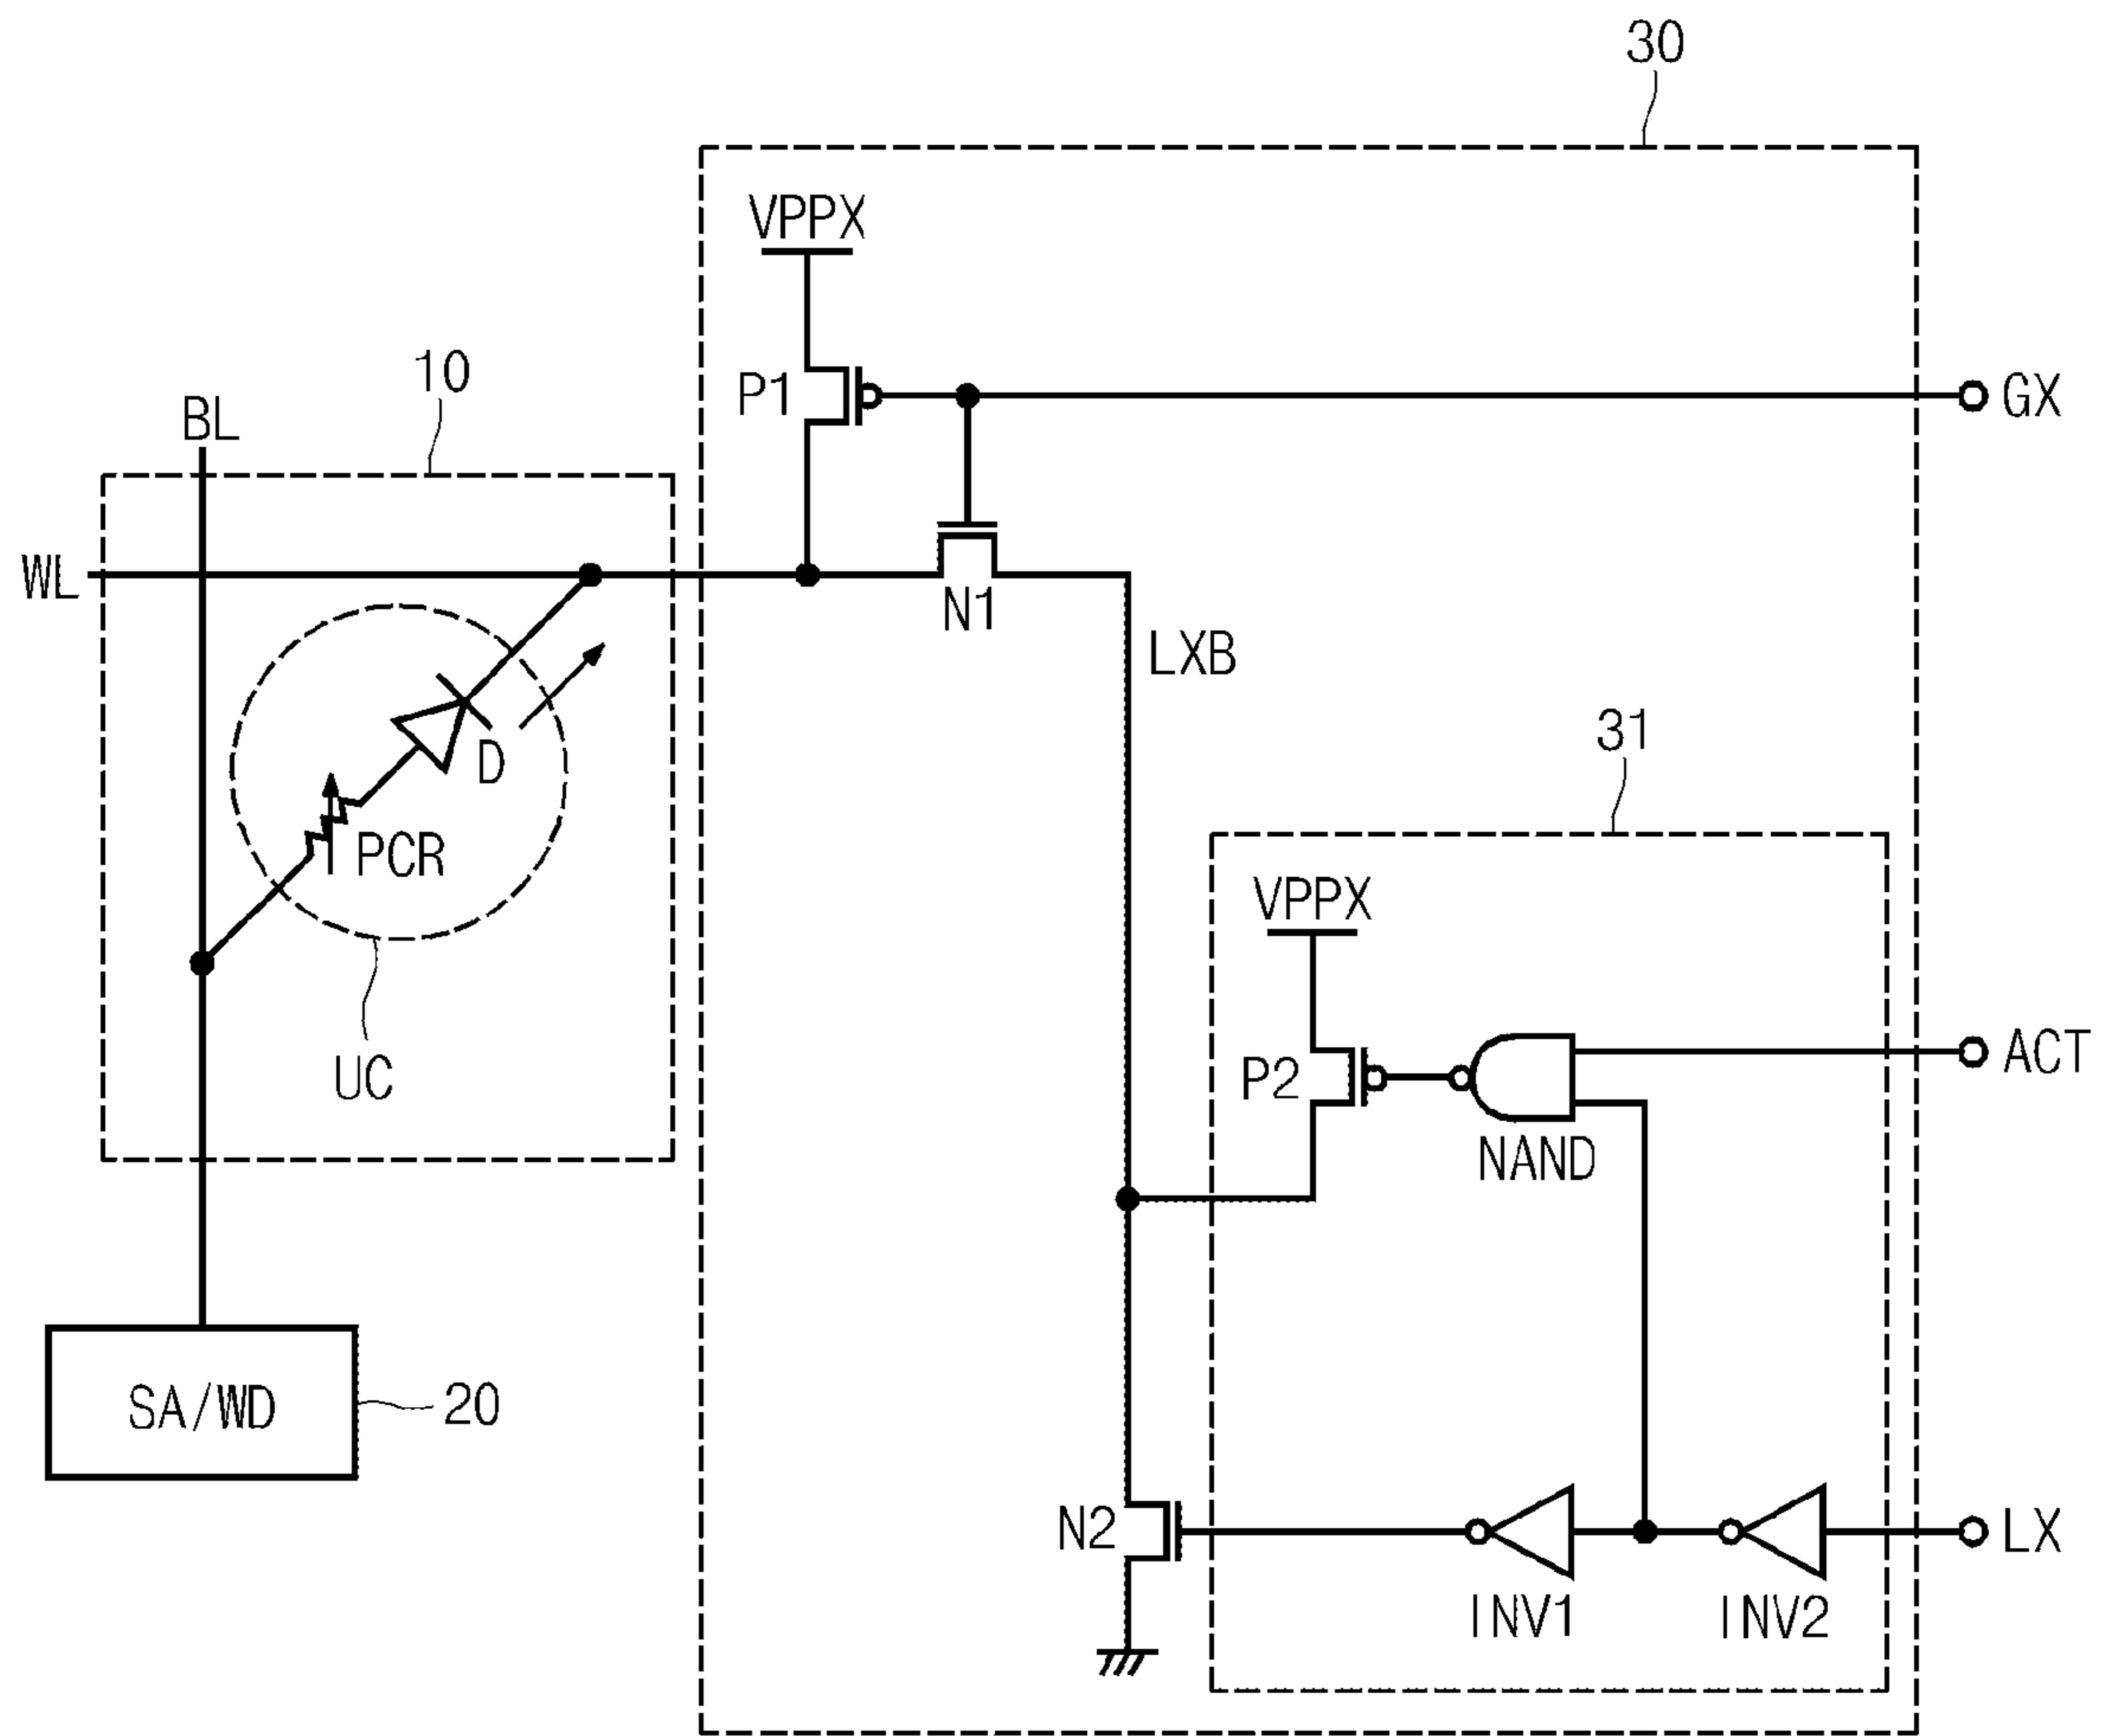 30
VPPX
P1
GX
10
BL
WL
N1
LXB
D
PCR
UC
31
VPPX
P2
NAND
ACT
SA/WD
20
N2
INV1
INV2
LX